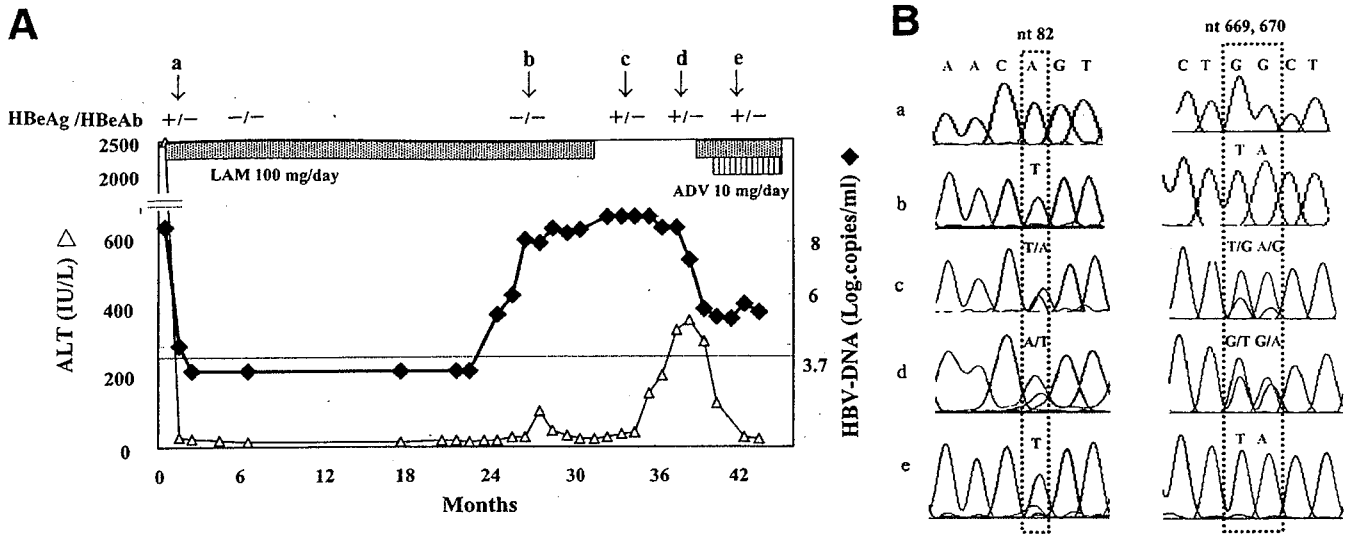 A
a b c d e
HBeAg /HBeAb +/− −/− −/− +/− +/− +/−
2500
2000
600
400
200
0
ALT (IU/L) △
LAM 100 mg/day
ADV 10 mg/day
8
6
3.7
HBV-DNA (Log.copies/ml) ◆
0 6 12 18 24 30 36 42
Months
B
nt 82 nt 669, 670
A A C A G T C T G G C T
a
T T A
b
T/A T/G A/G
c
A/T G/T G/A
d
T T A
e